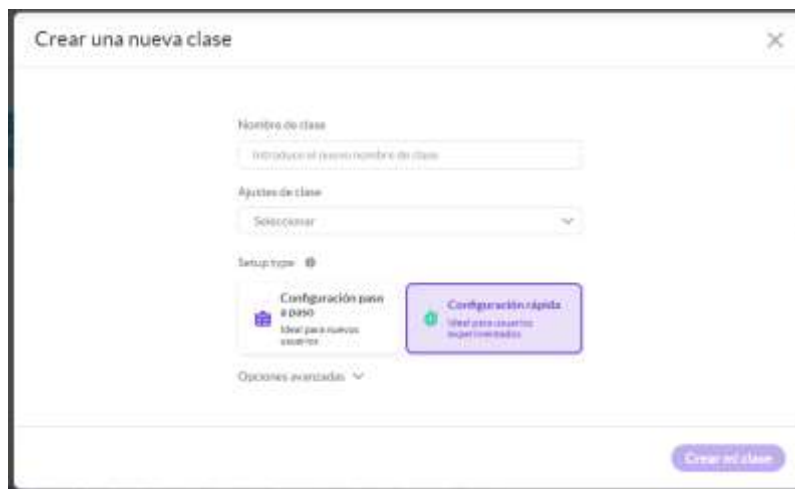 Crear una nueva clase
Nombre de clase
Introduce el nuevo nombre de clase
Ajustes de clase
Seleccionar
Setup type
Configuración paso
a paso
Ideal para nuevos
usuarios
Configuración rápida
Ideal para usuarios
experimentados
Opciones avanzadas
Crear mi clase